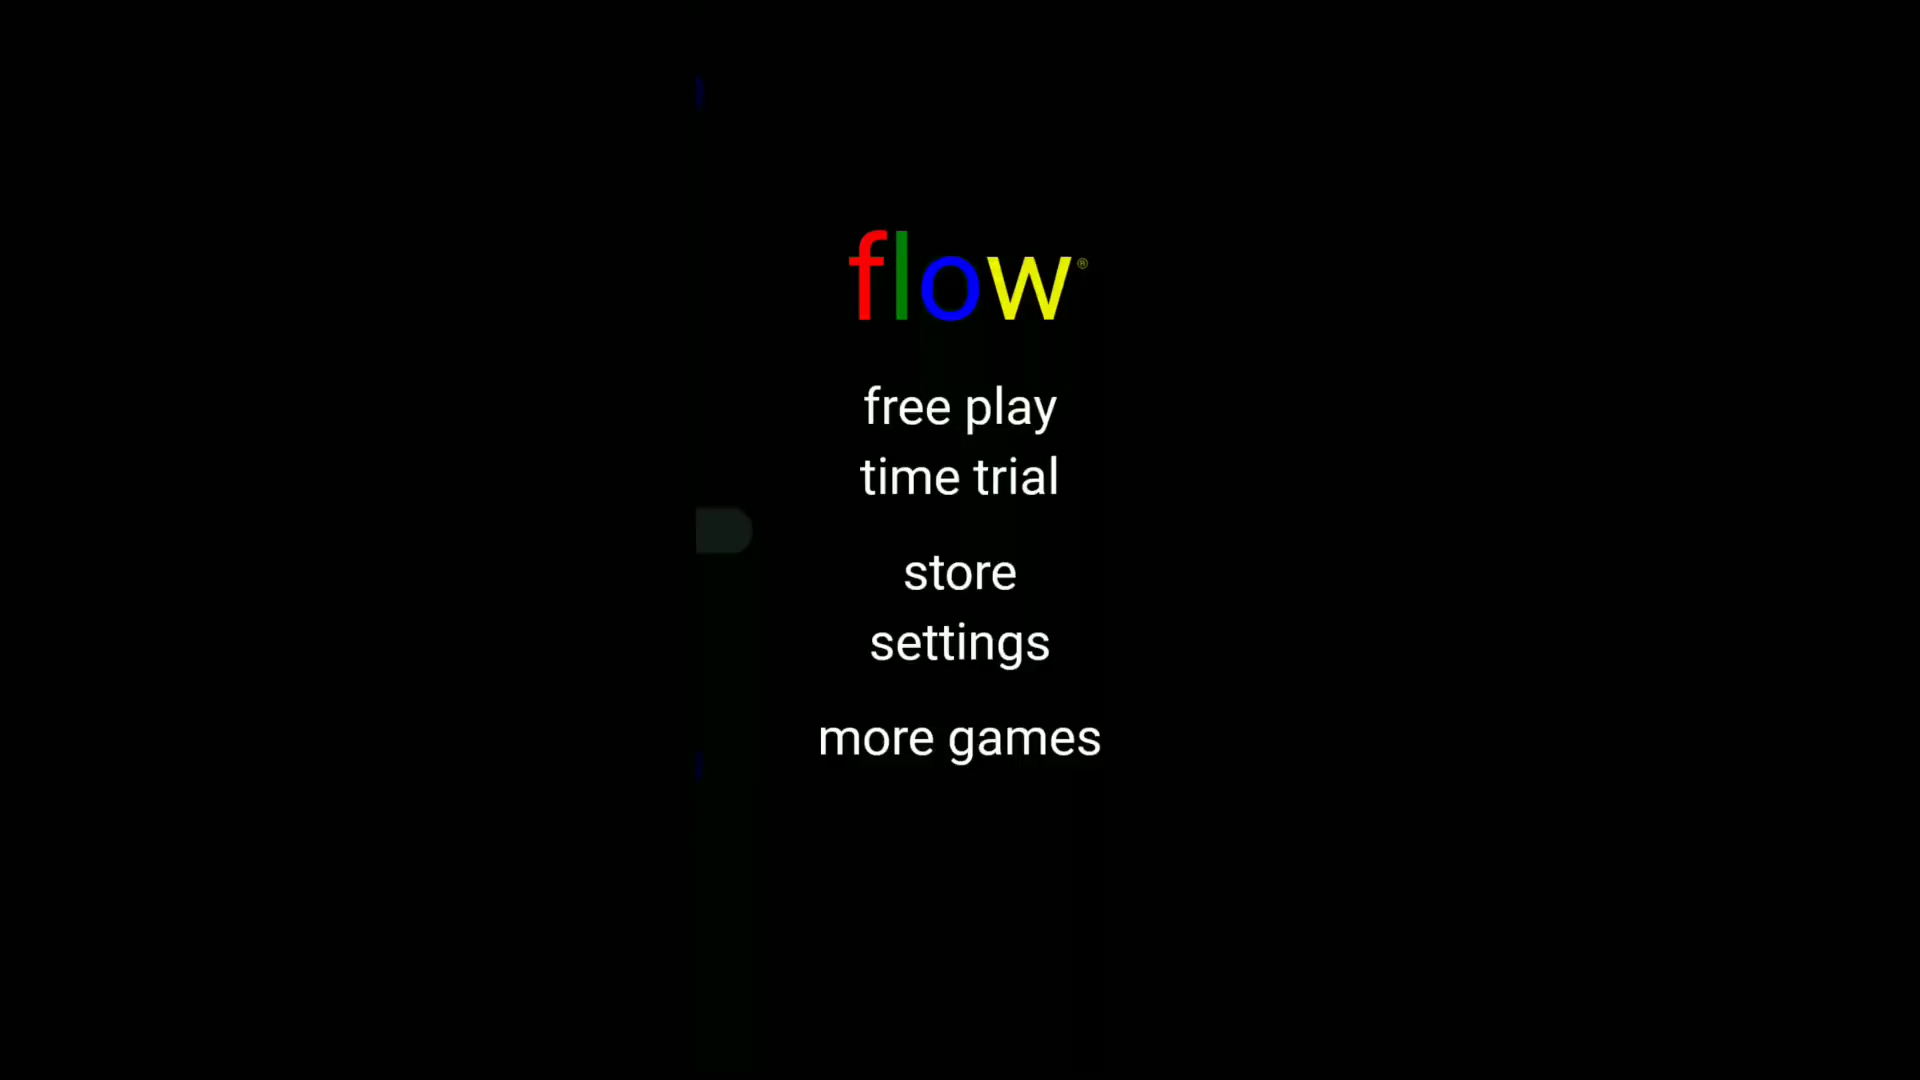 flow®
free play
time trial
store
settings
more games